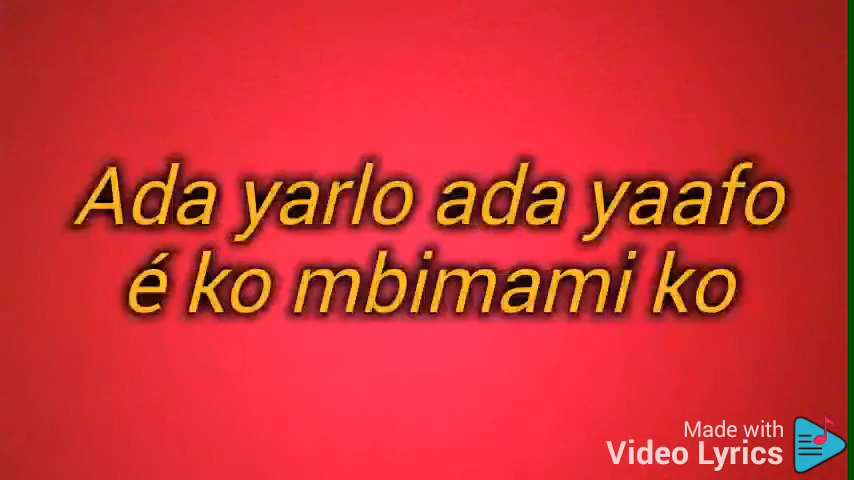 Ada yarlo ada yaafo
é ko mbimami ko
Made with
Video Lyrics